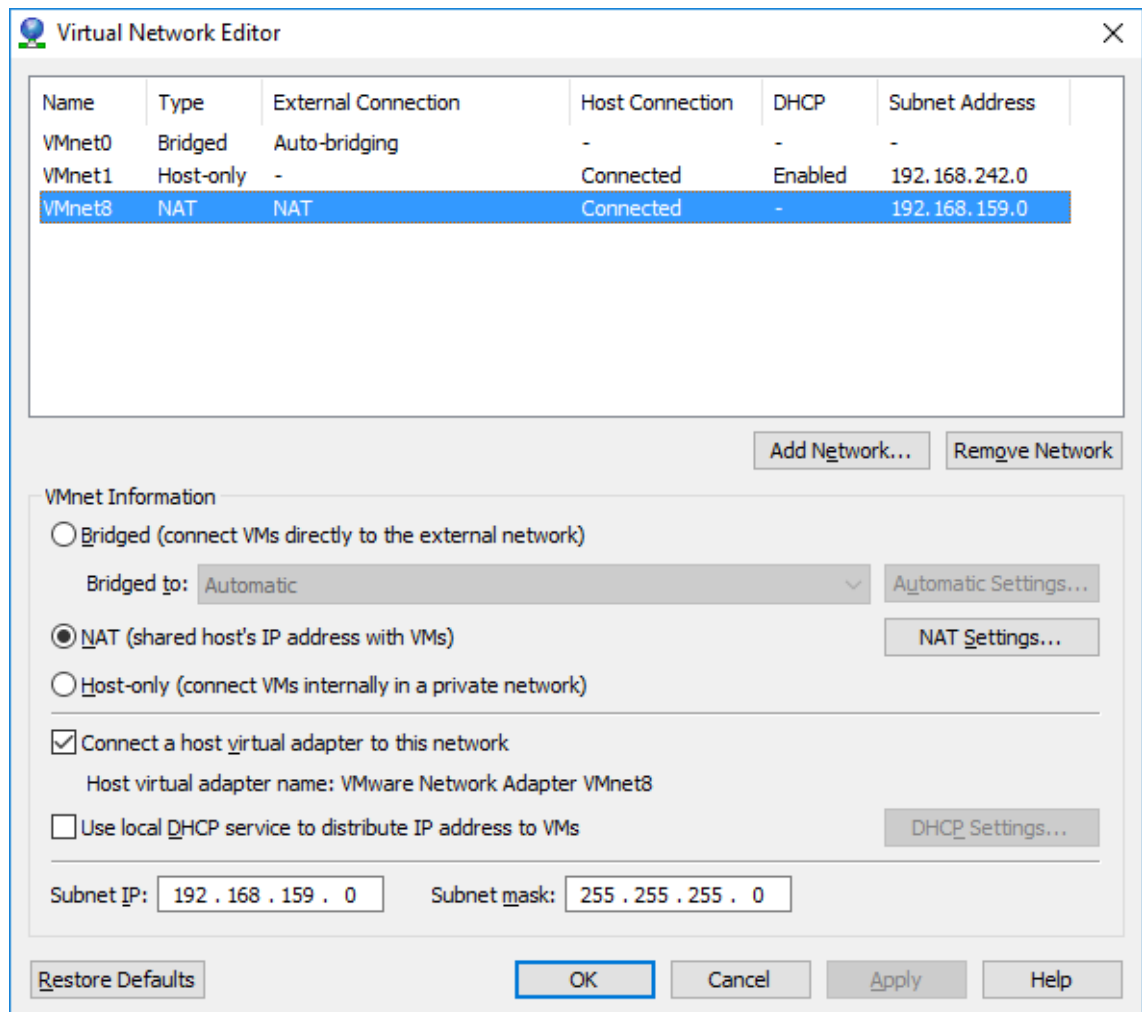 Virtual Network Editor
Name Type External Connection Host Connection DHCP Subnet Address
VMnet0 Bridged Auto-bridging - - -
VMnet1 Host-only - Connected Enabled 192.168.242.0
VMnet8 NAT NAT Connected - 192.168.159.0
Add Network... Remove Network
VMnet Information
Bridged (connect VMs directly to the external network)
Bridged to: Automatic Automatic Settings...
NAT (shared host's IP address with VMs) NAT Settings...
Host-only (connect VMs internally in a private network)
Connect a host virtual adapter to this network
Host virtual adapter name: VMware Network Adapter VMnet8
Use local DHCP service to distribute IP address to VMs DHCP Settings...
Subnet IP: 192 . 168 . 159 . 0 Subnet mask: 255 . 255 . 255 . 0
Restore Defaults OK Cancel Apply Help